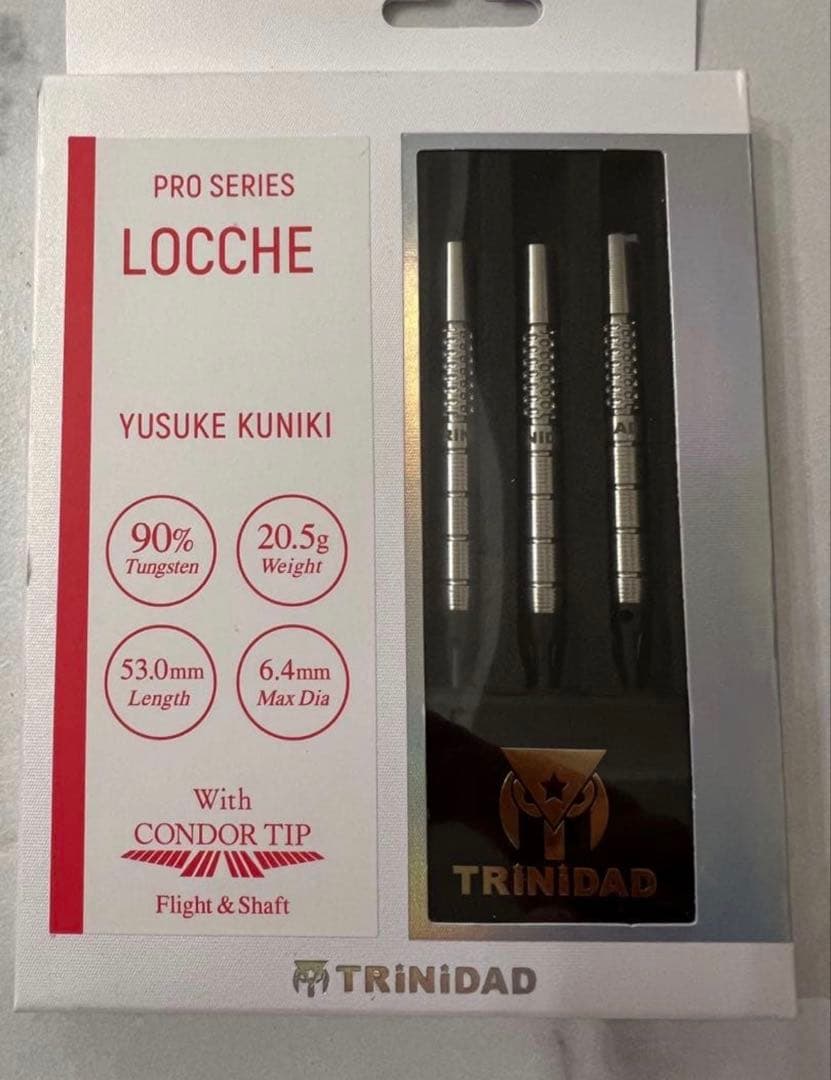 PRO SERIES
LOCCHE
YUSUKE KUNIKI
90%
Tungsten
20.5g
Weight
53.0mm
Length
6.4mm
Max Dia
With
CONDOR TIP
Flight & Shaft
TRiNiDAD
TRiNiDAD